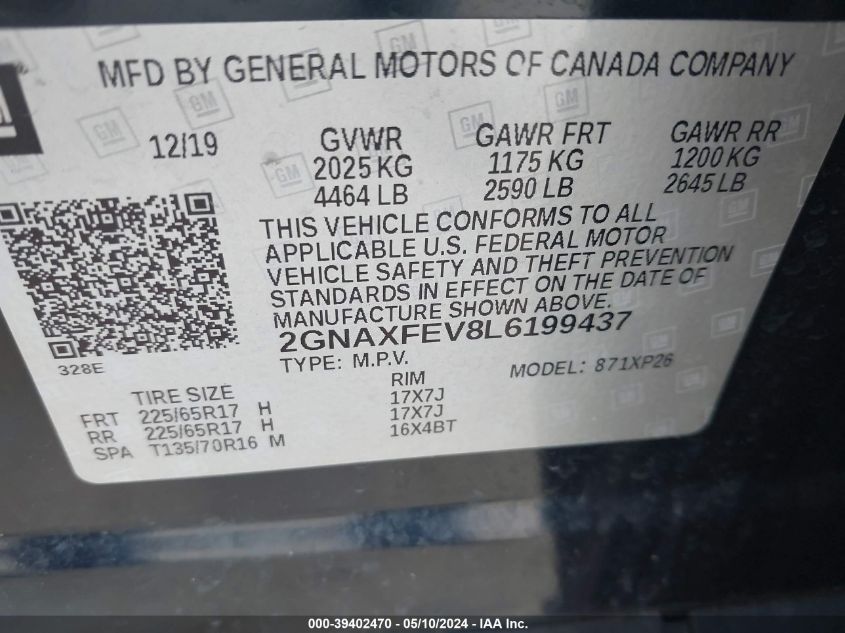 MFD BY GENERAL MOTORS OF CANADA COMPANY
12/19 GVWR GAWR FRT GAWR RR
2025 KG 1175 KG 1200 KG
4464 LB 2590 LB 2645 LB
THIS VEHICLE CONFORMS TO ALL
APPLICABLE U.S. FEDERAL MOTOR
VEHICLE SAFETY AND THEFT PREVENTION
STANDARDS IN EFFECT ON THE DATE OF
MANUFACTURE SHOWN ABOVE.
2GNAXFEV8L6199437
TYPE: M.P.V. MODEL: 871XP26
328E
TIRE SIZE RIM
FRT 225/65R17 H 17X7J
RR 225/65R17 H 17X7J
SPA T135/70R16 M 16X4BT
000-39402470 - 05/10/2024 - IAA Inc.